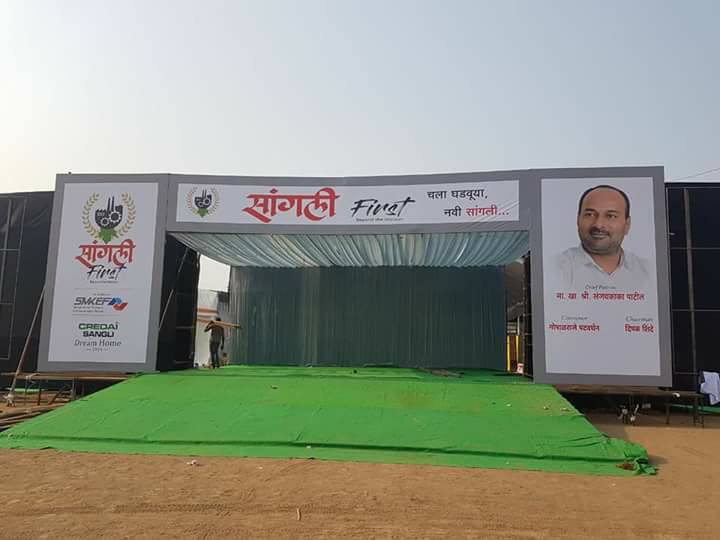 सांगली
First
SMKEF
CREDAI
SANGLI
Dream Home
सांगली First
चला घडवूया,
नवी सांगली...
Chief Patron
मा. खा. श्री. संजयकाका पाटील
Convenor
गोपाळराजे पटवर्धन
Chairman
दिपक शिंदे